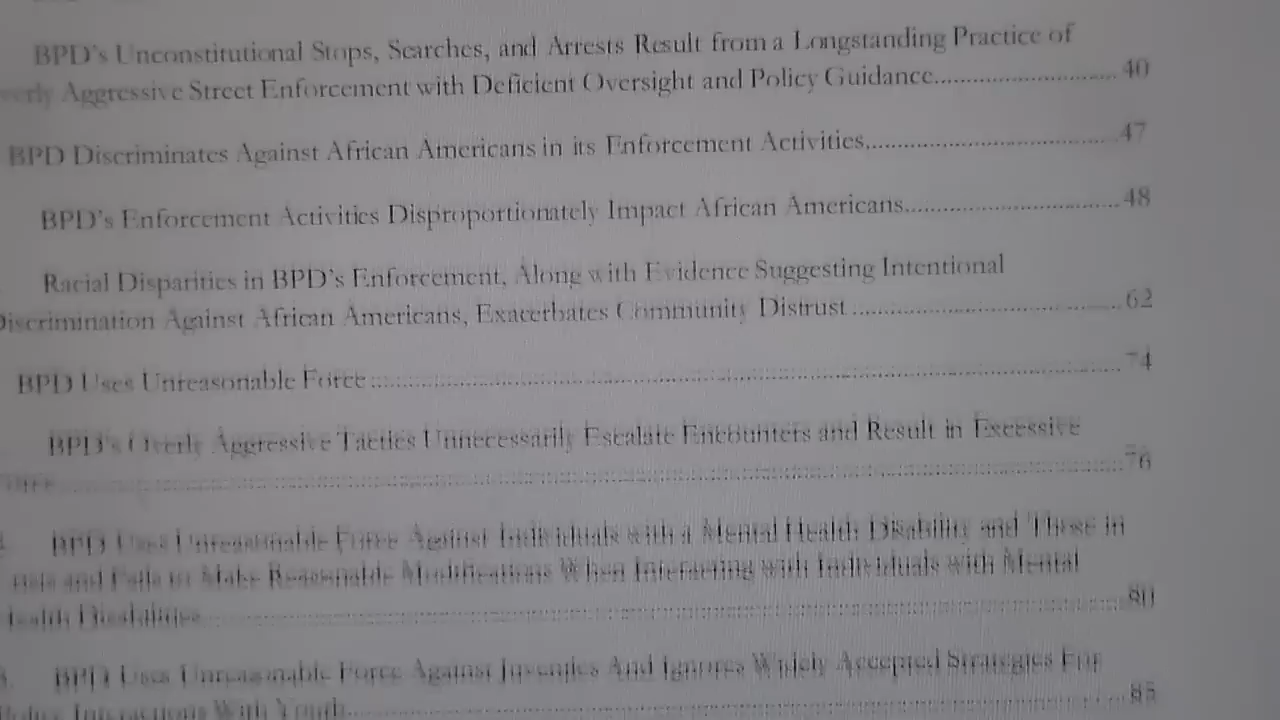 BPD's Unconstitutional Stops, Searches, and Arrests Result from a Longstanding Practice of
Aggressive Street Enforcement with Deficient Oversight and Policy Guidance..............................40
BPD Discriminates Against African Americans in its Enforcement Activities.......................................47
BPD's Enforcement Activities Disproportionately Impact African Americans...................................48
Racial Disparities in BPD's Enforcement, Along with Evidence Suggesting Intentional
Discrimination Against African Americans, Exacerbates Community Distrust............................................62
BPD Uses Unreasonable Force..............................................................................................................74
BPD's Overly Aggressive Tactics Unnecessarily Escalate Encounters and Result in Excessive
..............................................................................................................76
BPD Uses Unreasonable Force Against Individuals with a Mental Health Disability and Those in
and Fails to Make Reasonable Modifications When Interacting with Individuals with Mental
Health Disabilities..............................................................................................................80
BPD Uses Unreasonable Force Against Juveniles And Ignores Widely Accepted Strategies For
Police Interactions With Youth..............................................................................................................85